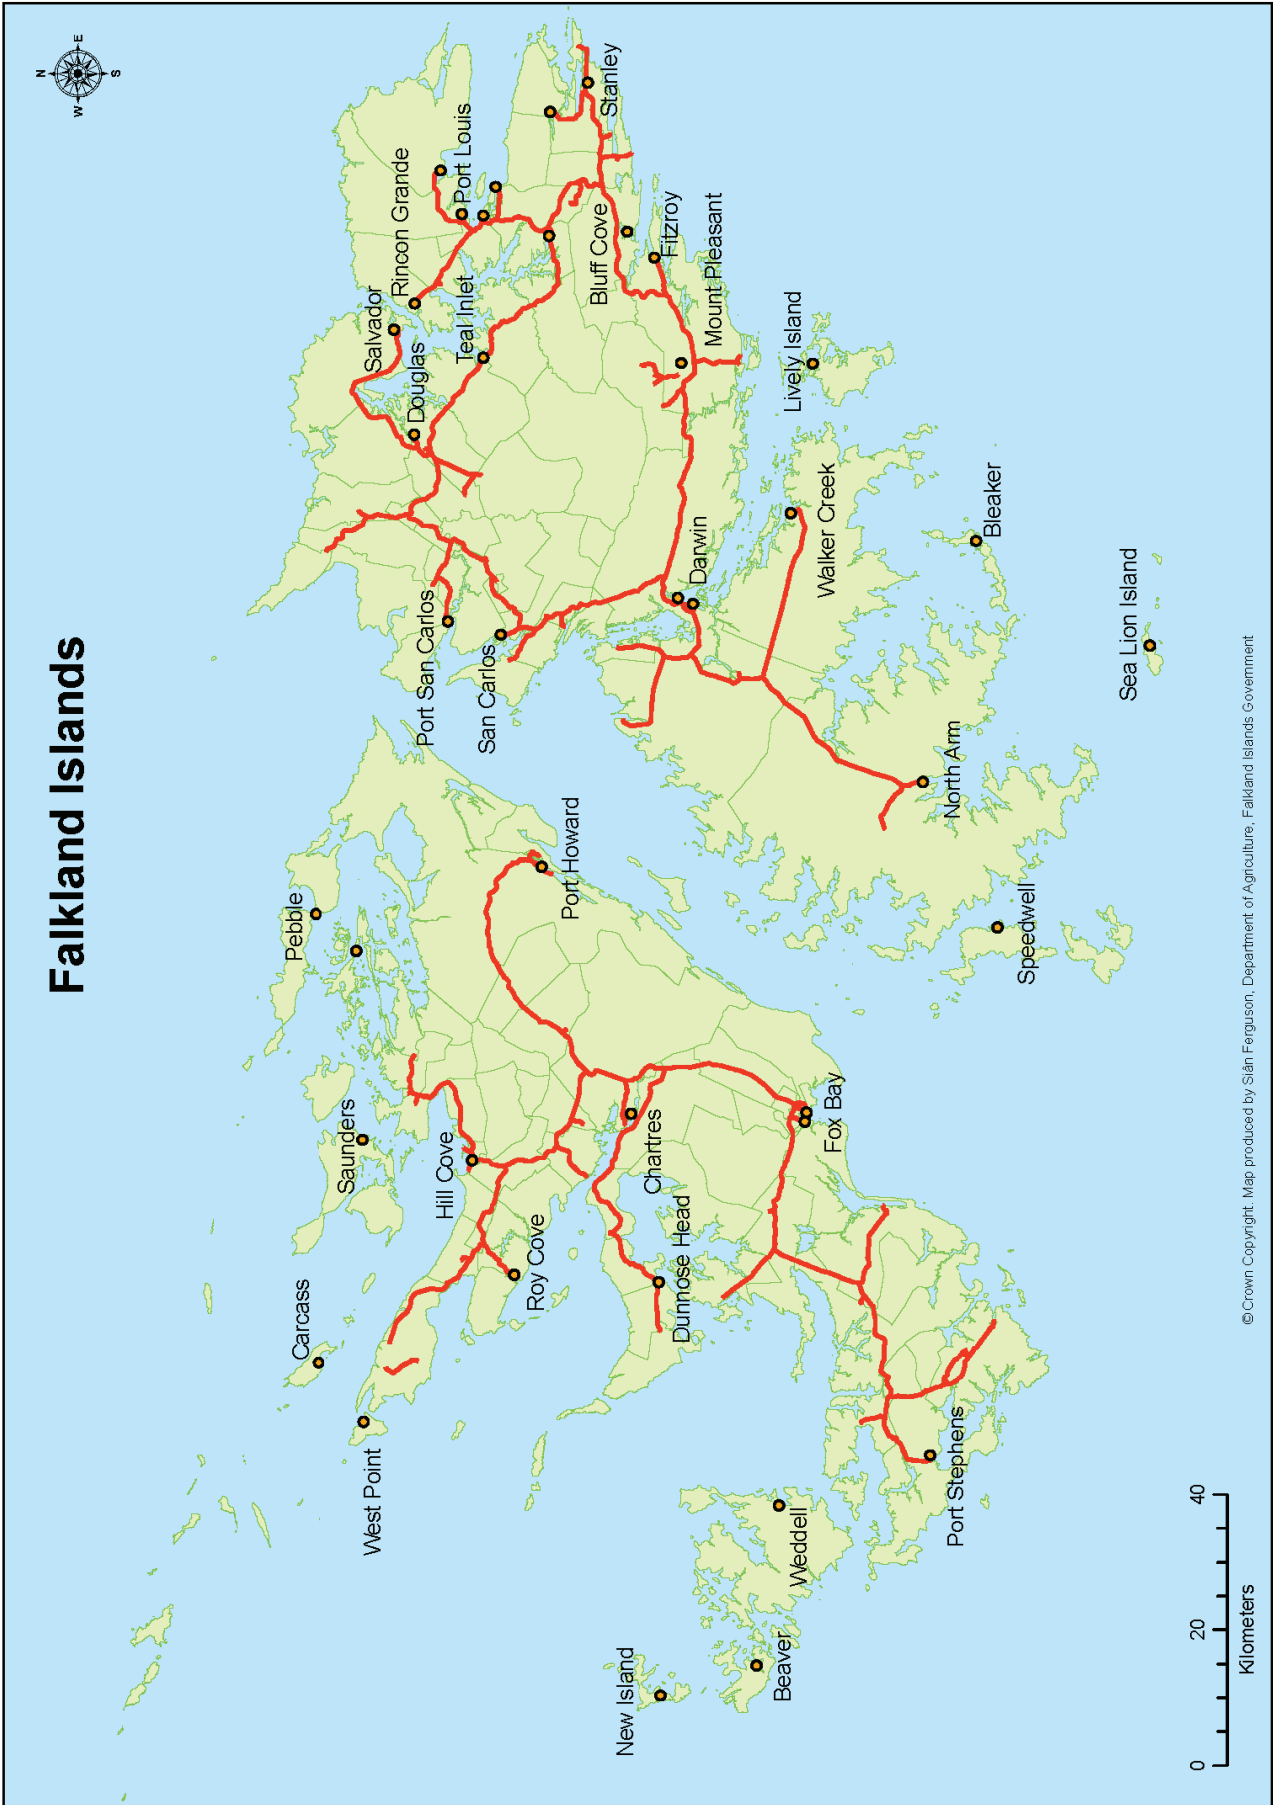 Falkland Islands
N
W
E
S
Carcass
Pebble
Saunders
West Point
Hill Cove
Roy Cove
Port Howard
Chartres
Dunnose Head
Fox Bay
Port Stephens
New Island
Beaver
Weddell
Speedwell
Salvador
Rincon Grande
Port Louis
Douglas
Teal Inlet
Port San Carlos
San Carlos
Stanley
Bluff Cove
Fitzroy
Mount Pleasant
Darwin
Lively Island
Walker Creek
North Arm
Bleaker
Sea Lion Island
0
20
40
Kilometers
©Crown Copyright. Map produced by Siân Ferguson, Department of Agriculture, Falkland Islands Government